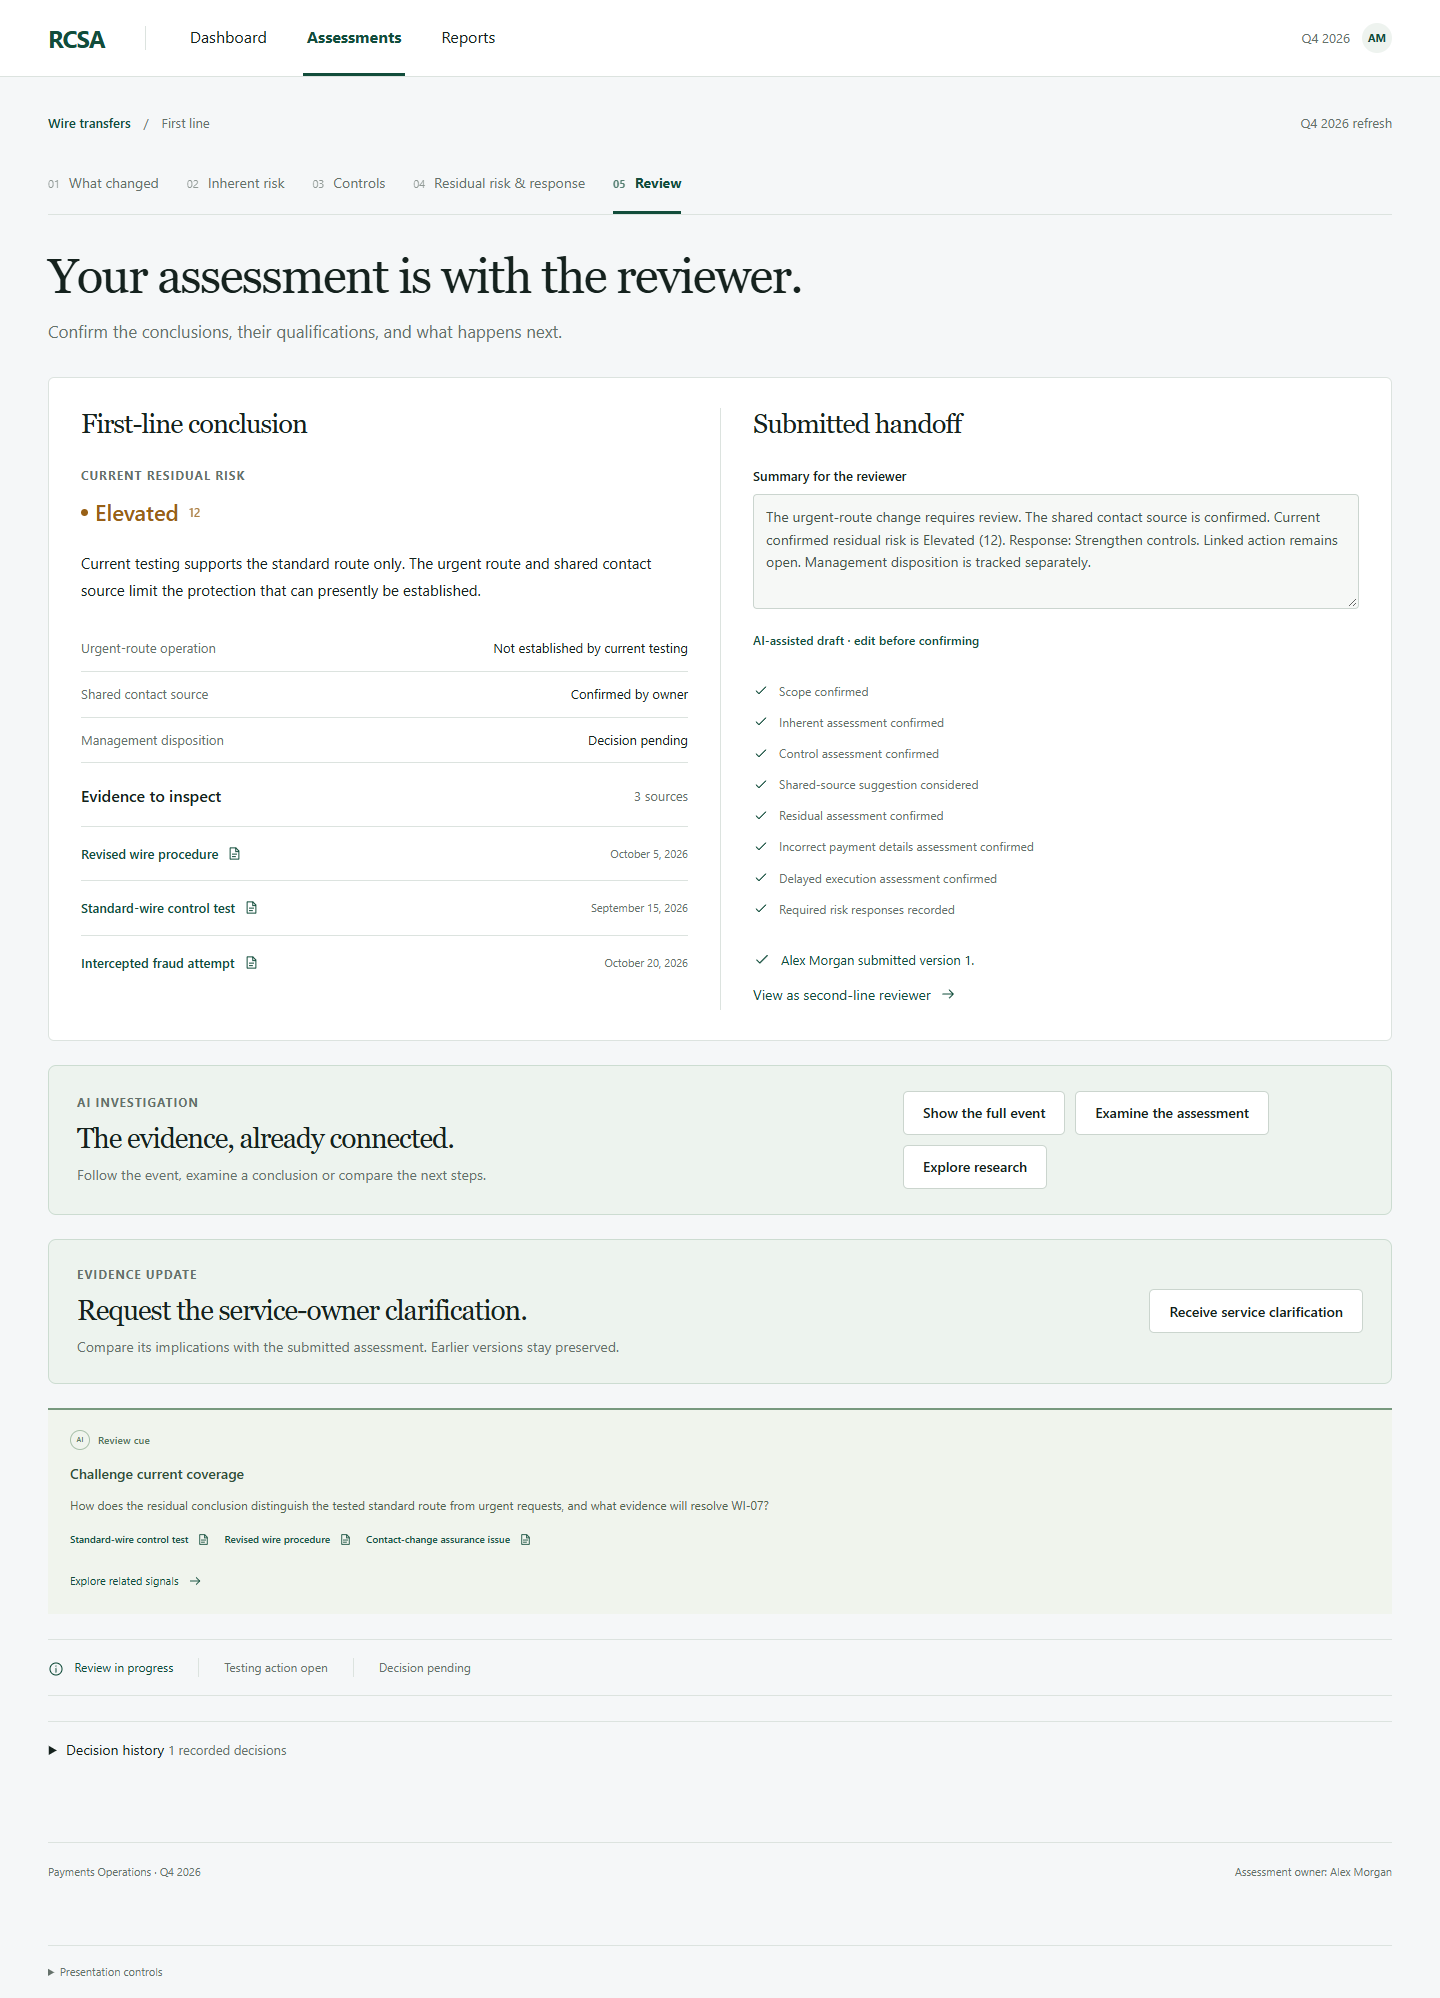 RCSA
Dashboard
Assessments
Reports
Q4 2026
AM
Wire transfers / First line
Q4 2026 refresh
01 What changed
02 Inherent risk
03 Controls
04 Residual risk & response
05 Review
Your assessment is with the reviewer.
Confirm the conclusions, their qualifications, and what happens next.
First-line conclusion
CURRENT RESIDUAL RISK
• Elevated 12
Current testing supports the standard route only. The urgent route and shared contact
source limit the protection that can presently be established.
Urgent-route operation Not established by current testing
Shared contact source Confirmed by owner
Management disposition Decision pending
Evidence to inspect 3 sources
Revised wire procedure October 5, 2026
Standard-wire control test September 15, 2026
Intercepted fraud attempt October 20, 2026
Submitted handoff
Summary for the reviewer
The urgent-route change requires review. The shared contact source is confirmed. Current
confirmed residual risk is Elevated (12). Response: Strengthen controls. Linked action remains
open. Management disposition is tracked separately.
AI-assisted draft · edit before confirming
Scope confirmed
Inherent assessment confirmed
Control assessment confirmed
Shared-source suggestion considered
Residual assessment confirmed
Incorrect payment details assessment confirmed
Delayed execution assessment confirmed
Required risk responses recorded
Alex Morgan submitted version 1.
View as second-line reviewer
AI INVESTIGATION
The evidence, already connected.
Follow the event, examine a conclusion or compare the next steps.
Show the full event
Examine the assessment
Explore research
EVIDENCE UPDATE
Request the service-owner clarification.
Compare its implications with the submitted assessment. Earlier versions stay preserved.
Receive service clarification
AI Review cue
Challenge current coverage
How does the residual conclusion distinguish the tested standard route from urgent requests, and what evidence will resolve WI-07?
Standard-wire control test
Revised wire procedure
Contact-change assurance issue
Explore related signals
Review in progress
Testing action open
Decision pending
Decision history 1 recorded decisions
Payments Operations · Q4 2026
Assessment owner: Alex Morgan
Presentation controls